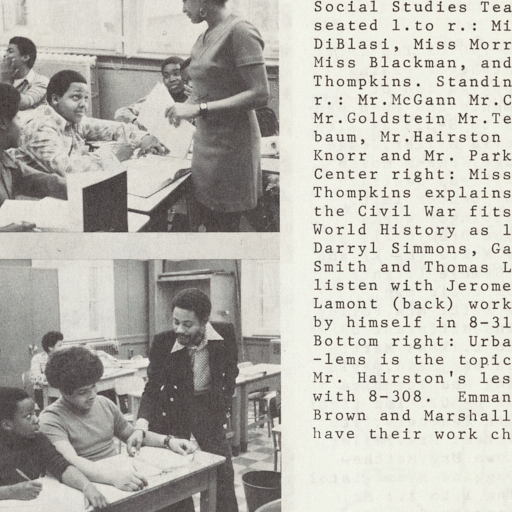 Social Studies Tea
seated l.to r.: Mi
DiBlasi, Miss Morr
Miss Blackman, and
Thompkins. Standin
r.: Mr.McGann Mr.C
Mr.Goldstein Mr.Te
baum, Mr.Hairston
Knorr and Mr. Park
Center right: Miss
Thompkins explains
the Civil War fits
World History as l
Darryl Simmons, Ga
Smith and Thomas L
listen with Jerome
Lamont (back) work
by himself in 8-31
Bottom right: Urba
-lems is the topic
Mr. Hairston's les
with 8-308. Emman
Brown and Marshall
have their work ch